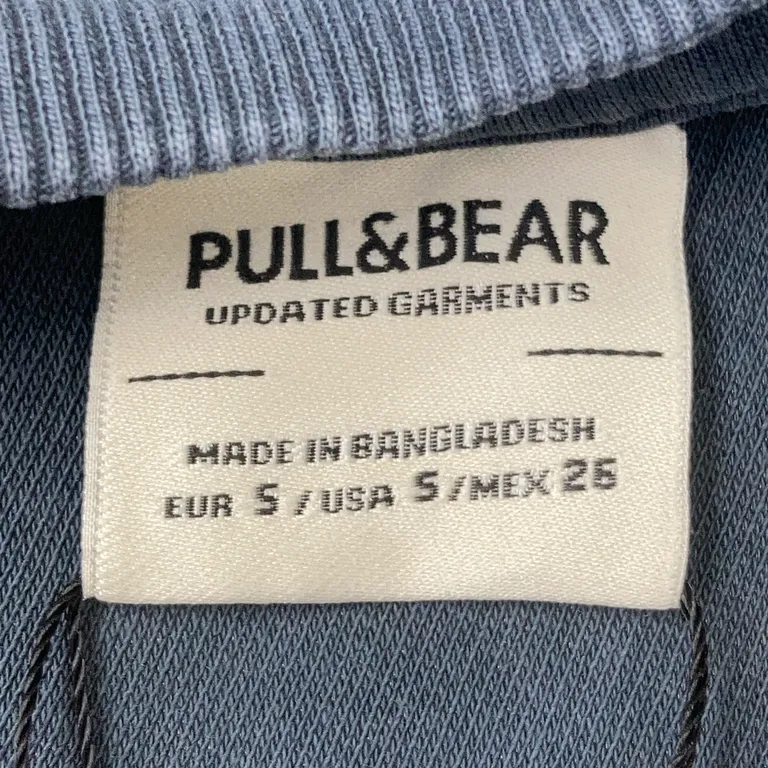 PULL&BEAR
UPDATED GARMENTS
MADE IN BANGLADESH
EUR S / USA S / MEX 26